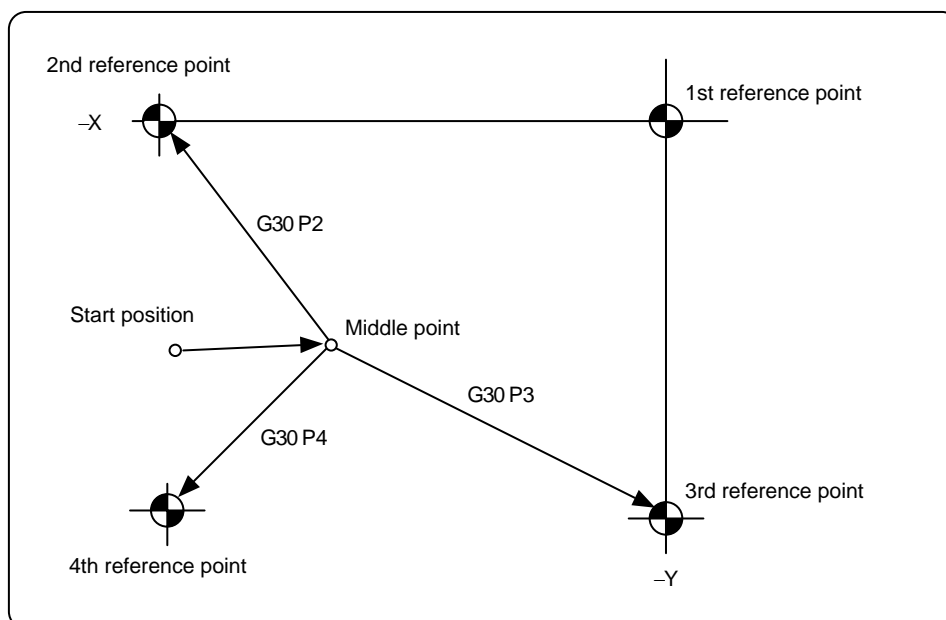 2nd reference point
1st reference point
–X
G30 P2
Start position
Middle point
G30 P3
G30 P4
3rd reference point
4th reference point
–Y